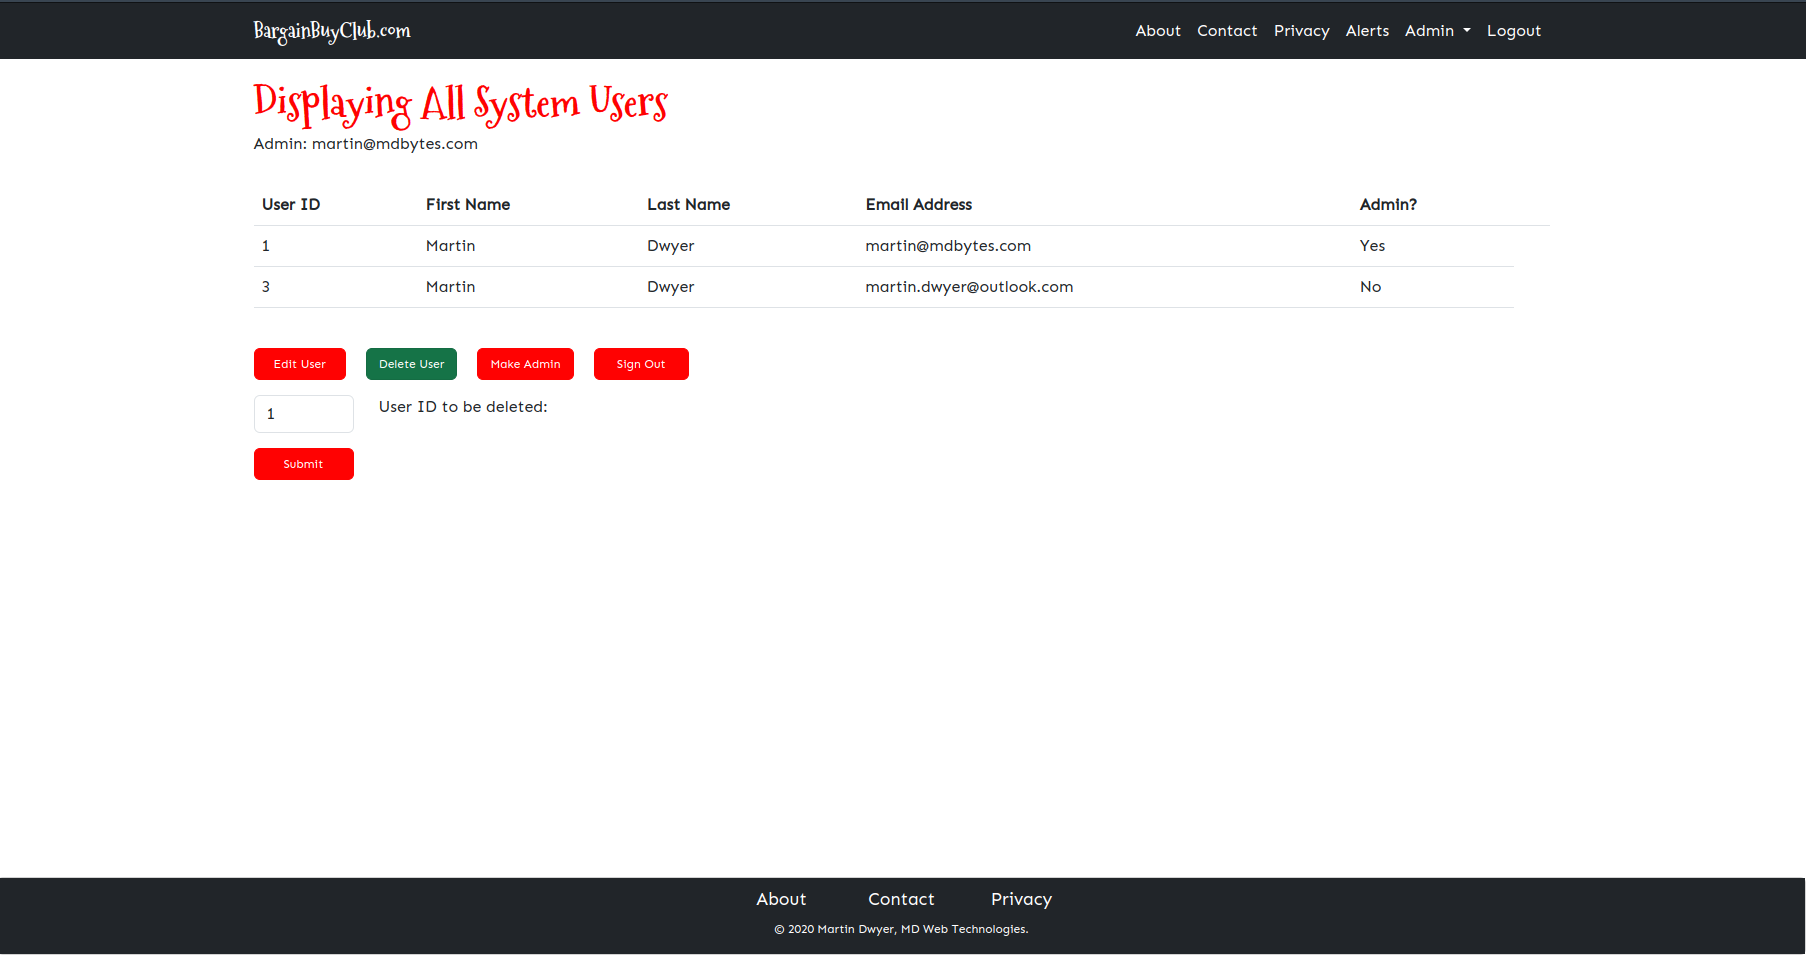 BargainBuyClub.com About Contact Privacy Alerts Admin Logout
Displaying All System Users
Admin: martin@mdbytes.com
User ID First Name Last Name Email Address Admin?
1 Martin Dwyer martin@mdbytes.com Yes
3 Martin Dwyer martin.dwyer@outlook.com No
Edit User Delete User Make Admin Sign Out
1 User ID to be deleted:
Submit
About Contact Privacy
© 2020 Martin Dwyer, MD Web Technologies.